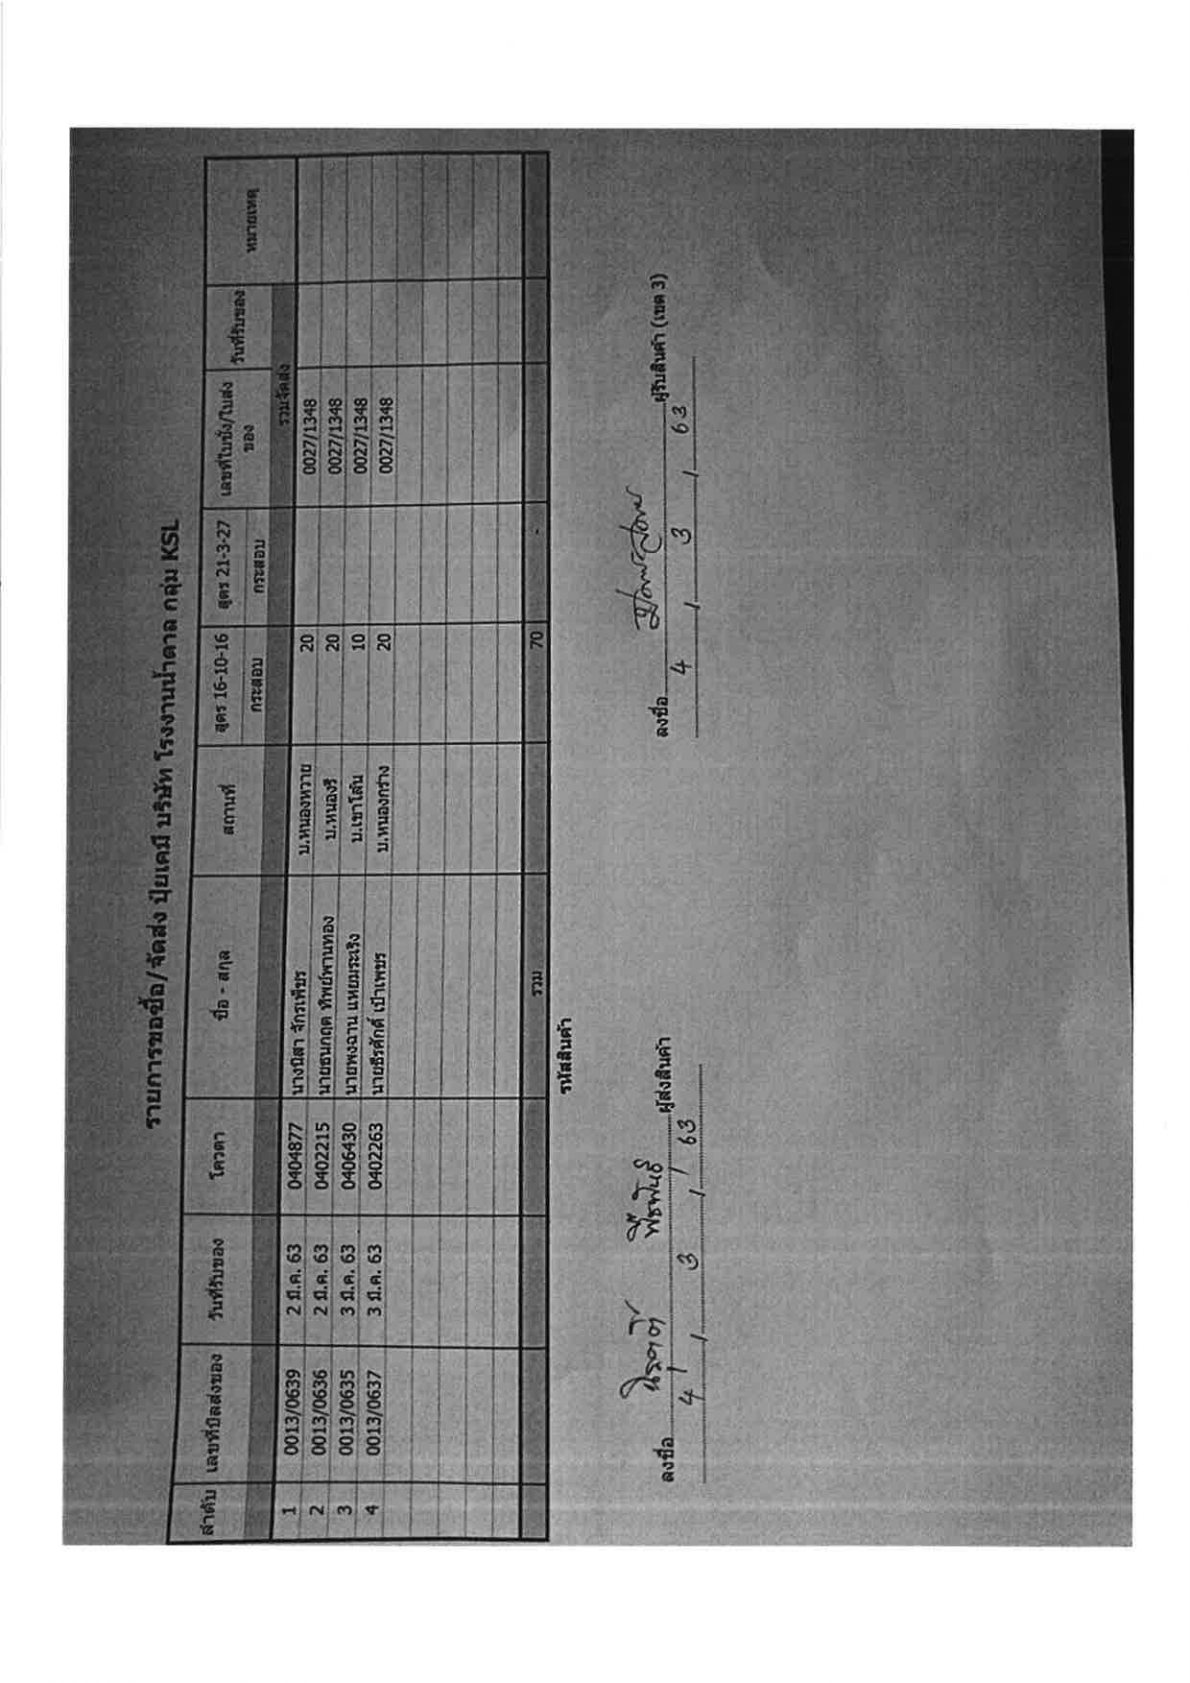 รายการขอซื้อ/จัดส่ง ปุ๋ยเคมี บริษัท โรงงานน้ำตาล กลุ่ม KSL
ลำดับ เลขที่บิลส่งของ วันที่รับของ โควตา ชื่อ - สกุล สถานที่ สูตร 16-10-16 สูตร 21-3-27 เลขที่ใบชั่ง/ใบส่งของ วันที่รับของ หมายเหตุ
กระสอบ กระสอบ
รวมจัดส่ง
1 0013/0639 2 มี.ค. 63 0404877 นางนิสา จักรเพ็ชร บ.หนองหวาย 20 0027/1348
2 0013/0636 2 มี.ค. 63 0402215 นายธนกฤต ทิพย์พานทอง บ.หนองรี 20 0027/1348
3 0013/0635 3 มี.ค. 63 0406430 นายพงฉาน แหยมระเริง บ.เขาโล้น 10 0027/1348
4 0013/0637 3 มี.ค. 63 0402263 นายธีรศักดิ์ เป้าเพชร บ.หนองกร่าง 20 0027/1348
รวม 70 -
รหัสสินค้า
ลงชื่อ ผู้ส่งสินค้า ลงชื่อ ผู้รับสินค้า (เขต 3)
4 / 3 / 63 4 / 3 / 63